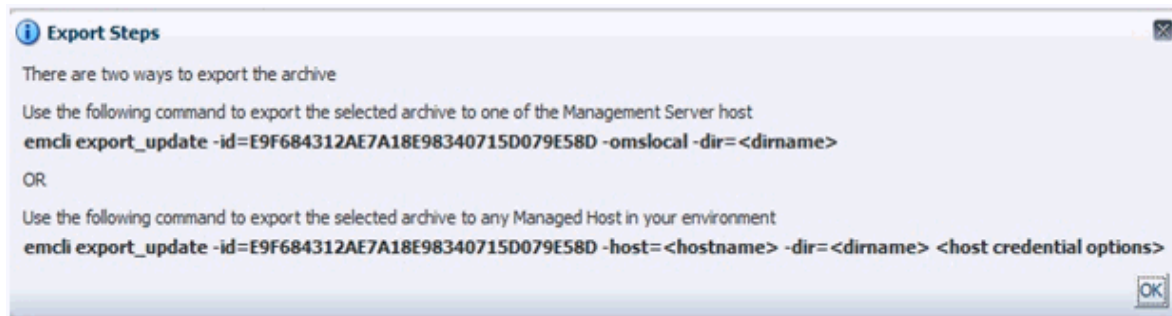 Export Steps
There are two ways to export the archive
Use the following command to export the selected archive to one of the Management Server host
emcli export_update -id=E9F684312AE7A18E98340715D079E58D -omslocal -dir=<dirname>
OR
Use the following command to export the selected archive to any Managed Host in your environment
emcli export_update -id=E9F684312AE7A18E98340715D079E58D -host=<hostname> -dir=<dirname> <host credential options>
OK